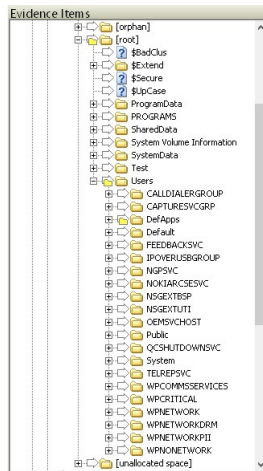 Evidence Items
[orphan]
[root]
$BadClus
$Extend
$Secure
$UpCase
ProgramData
PROGRAMS
SharedData
System Volume Information
SystemData
Test
Users
CALLDIALERGROUP
CAPTURESVCGRP
DefApps
Default
FEEDBACKSVC
IPOVERUSBGROUP
NGPSVC
NOKIARCSESVC
NSGEXTBSP
NSGEXTUTI
OEMSVCHOST
Public
QCSHUTDOWNSVC
System
TELREPSVC
WPCOMMSSERVICES
WPCRITICAL
WPNETWORK
WPNETWORKDRM
WPNETWORKPII
WPNONETWORK
[unallocated space]